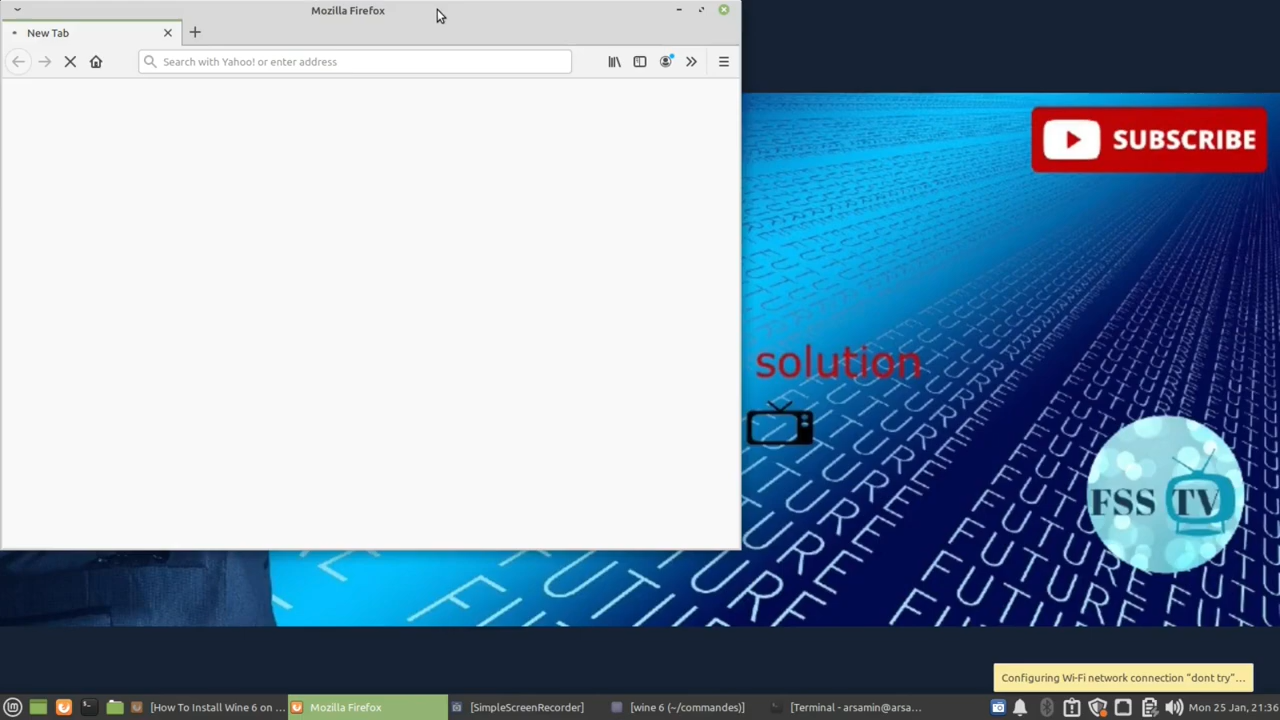 Mozilla Firefox
New Tab
Search with Yahoo! or enter address
SUBSCRIBE
solution
FSS TV
FUTURE
Configuring Wi-Fi network connection "dont try"...
[How To Install Wine 6 on ...
Mozilla Firefox
[SimpleScreenRecorder]
[wine 6 (~/commandes)]
[Terminal - arsamin@arsa...
Mon 25 Jan, 21:36